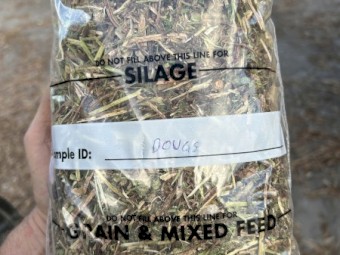 DO NOT FILL ABOVE THIS LINE FOR
SILAGE
mple ID: DOUGS
DO NOT FILL ABOVE THIS LINE FOR
GRAIN & MIXED FEED